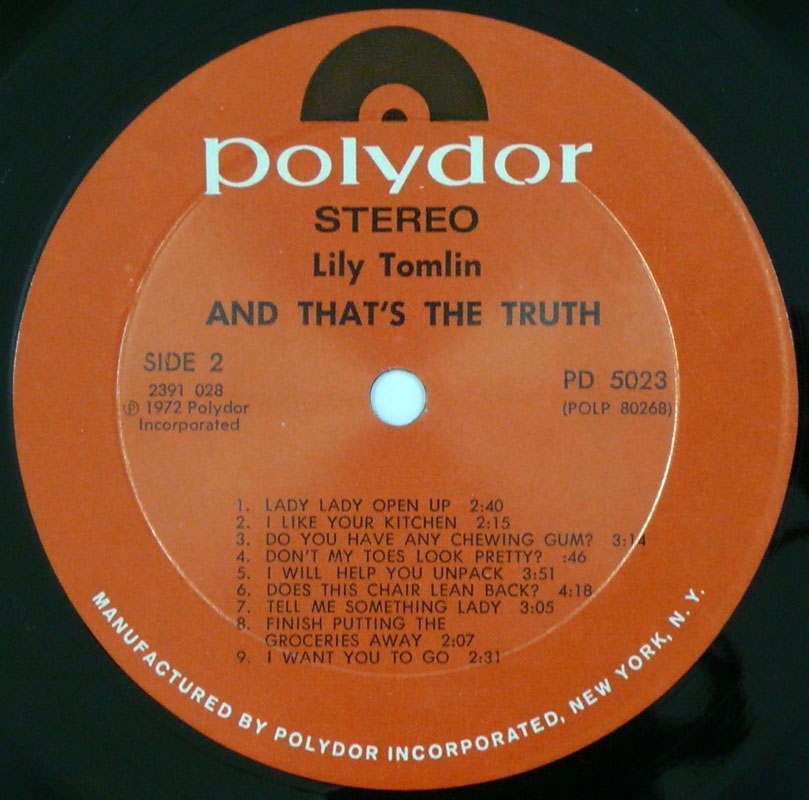 polydor
STEREO
Lily Tomlin
AND THAT'S THE TRUTH
SIDE 2
2391 028
℗ 1972 Polydor
Incorporated
PD 5023
(POLP 80268)
1. LADY LADY OPEN UP 2:40
2. I LIKE YOUR KITCHEN 2:15
3. DO YOU HAVE ANY CHEWING GUM? 3:14
4. DON'T MY TOES LOOK PRETTY? :46
5. I WILL HELP YOU UNPACK 3:51
6. DOES THIS CHAIR LEAN BACK? 4:18
7. TELL ME SOMETHING LADY 3:05
8. FINISH PUTTING THE
GROCERIES AWAY 2:07
9. I WANT YOU TO GO 2:31
MANUFACTURED BY POLYDOR INCORPORATED, NEW YORK, N.Y.